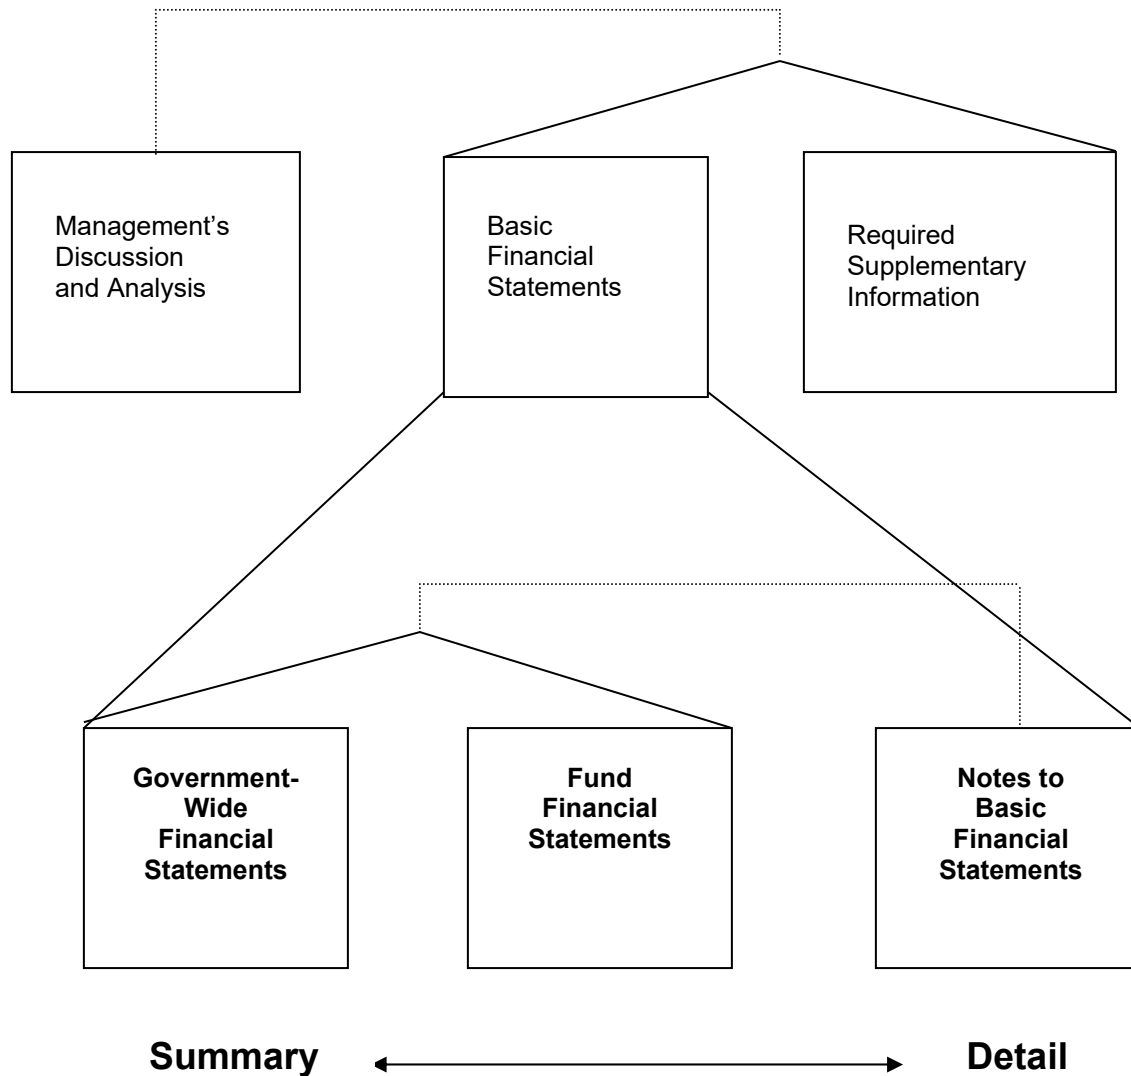 Management’s
Discussion
and Analysis
Basic
Financial
Statements
Required
Supplementary
Information
Government-
Wide
Financial
Statements
Fund
Financial
Statements
Notes to
Basic
Financial
Statements
Summary
Detail